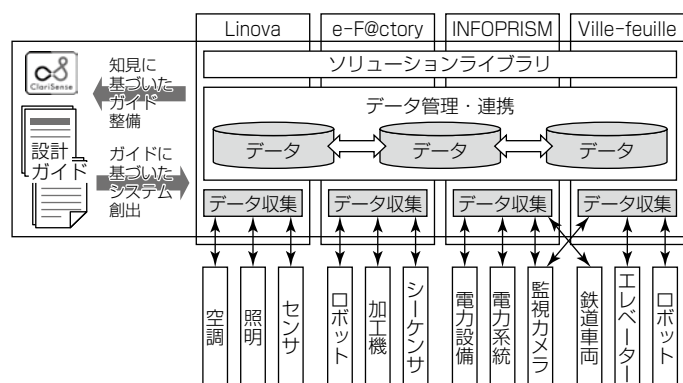 Linova
e-F@ctory
INFOPRISM
Ville-feuille
ClariSense
設計
ガイド
知見に
基づいた
ガイド
整備
ガイドに
基づいた
システム
創出
ソリューションライブラリ
データ管理・連携
データ
データ
データ
データ収集
データ収集
データ収集
データ収集
空調
照明
センサ
ロボット
加工機
シーケンサ
電力設備
電力系統
監視カメラ
鉄道車両
エレベーター
ロボット